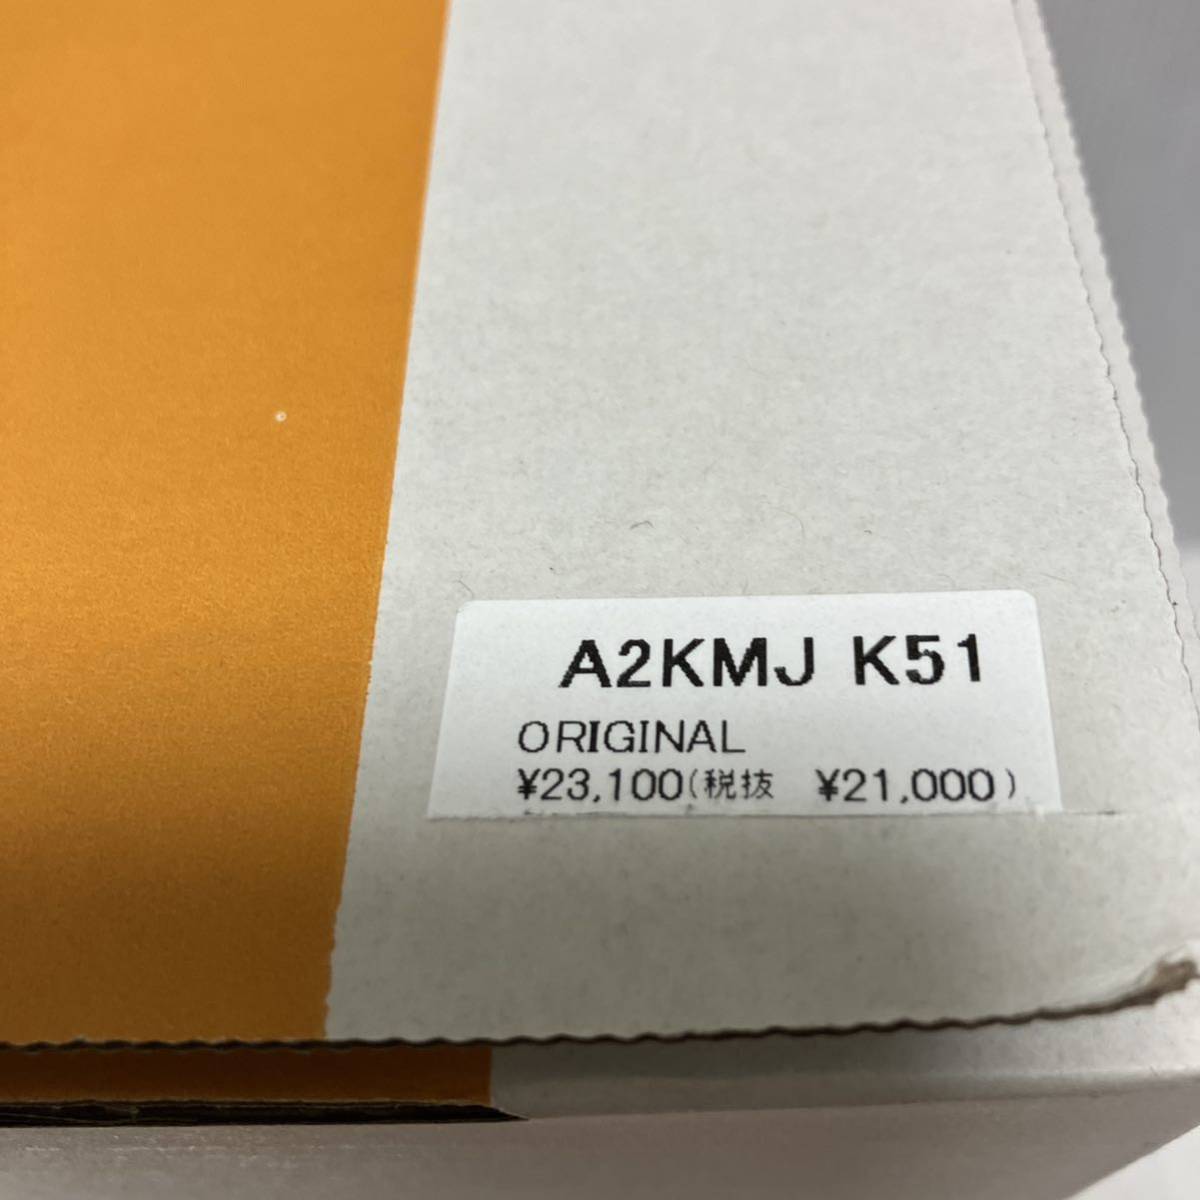 A2KMJ K51
ORIGINAL
¥23,100(税抜 ¥21,000)